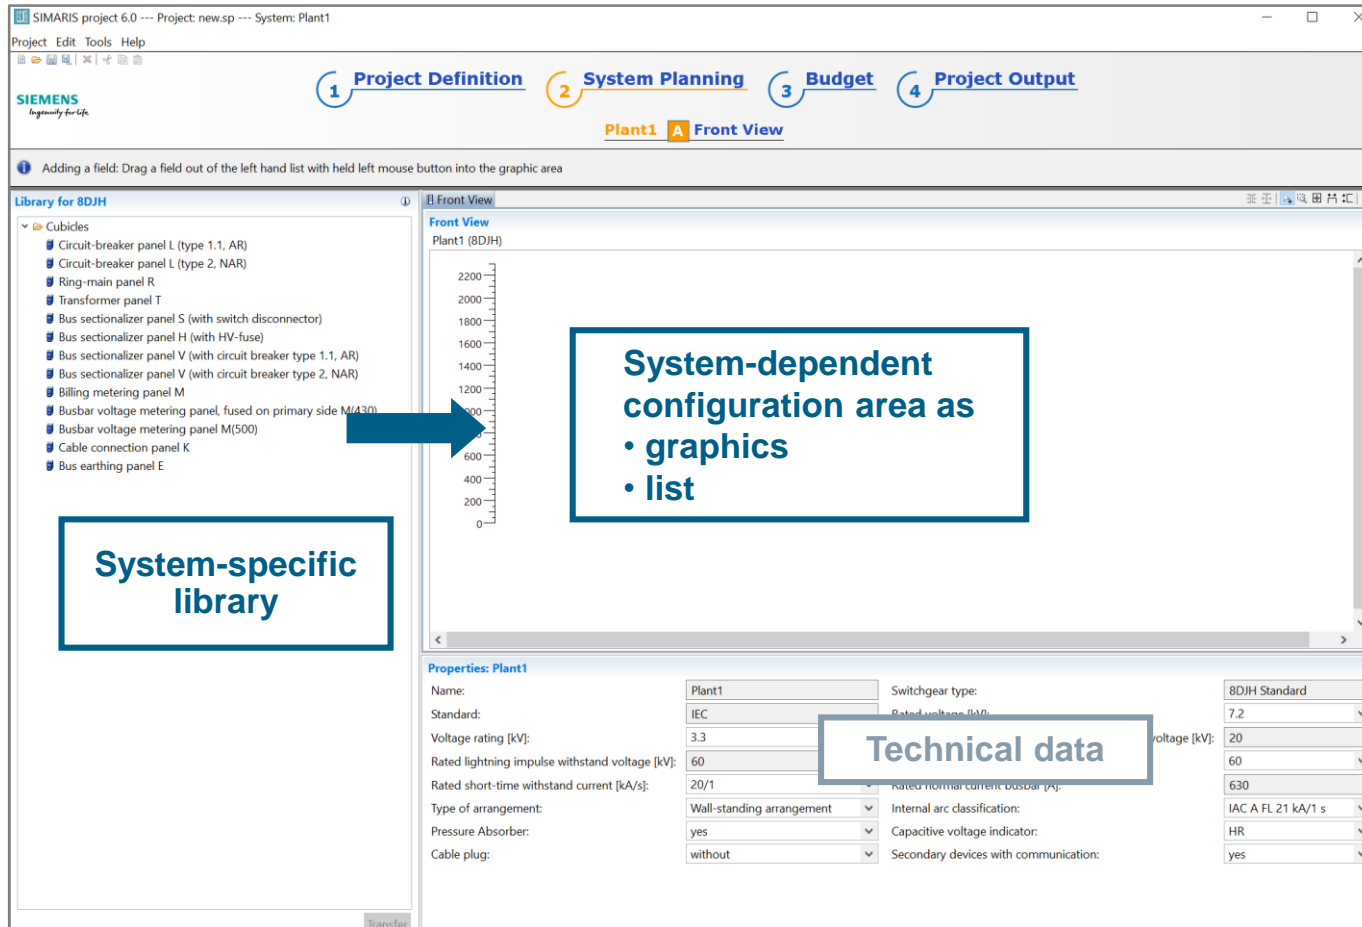 SIMARIS project 6.0 --- Project: new.sp --- System: Plant1
Project Edit Tools Help
SIEMENS
Ingenuity for life
1 Project Definition 2 System Planning 3 Budget 4 Project Output
Plant1 A Front View
Adding a field: Drag a field out of the left hand list with held left mouse button into the graphic area
Library for 8DJH
Cubicles
Circuit-breaker panel L (type 1.1, AR)
Circuit-breaker panel L (type 2, NAR)
Ring-main panel R
Transformer panel T
Bus sectionalizer panel S (with switch disconnector)
Bus sectionalizer panel H (with HV-fuse)
Bus sectionalizer panel V (with circuit breaker type 1.1, AR)
Bus sectionalizer panel V (with circuit breaker type 2, NAR)
Billing metering panel M
Busbar voltage metering panel, fused on primary side M(430)
Busbar voltage metering panel M(500)
Cable connection panel K
Bus earthing panel E
System-specific
library
Transfer
Front View
Front View
Plant1 (8DJH)
2200
2000
1800
1600
1400
1200
600
400
200
0
System-dependent
configuration area as
• graphics
• list
Properties: Plant1
Name: Plant1 Switchgear type: 8DJH Standard
Standard: IEC Rated voltage [kV]: 7.2
Voltage rating [kV]: 3.3 voltage [kV]: 20
Rated lightning impulse withstand voltage [kV]: 60 60
Rated short-time withstand current [kA/s]: 20/1 Rated normal current busbar [A]: 630
Type of arrangement: Wall-standing arrangement Internal arc classification: IAC A FL 21 kA/1 s
Pressure Absorber: yes Capacitive voltage indicator: HR
Cable plug: without Secondary devices with communication: yes
Technical data